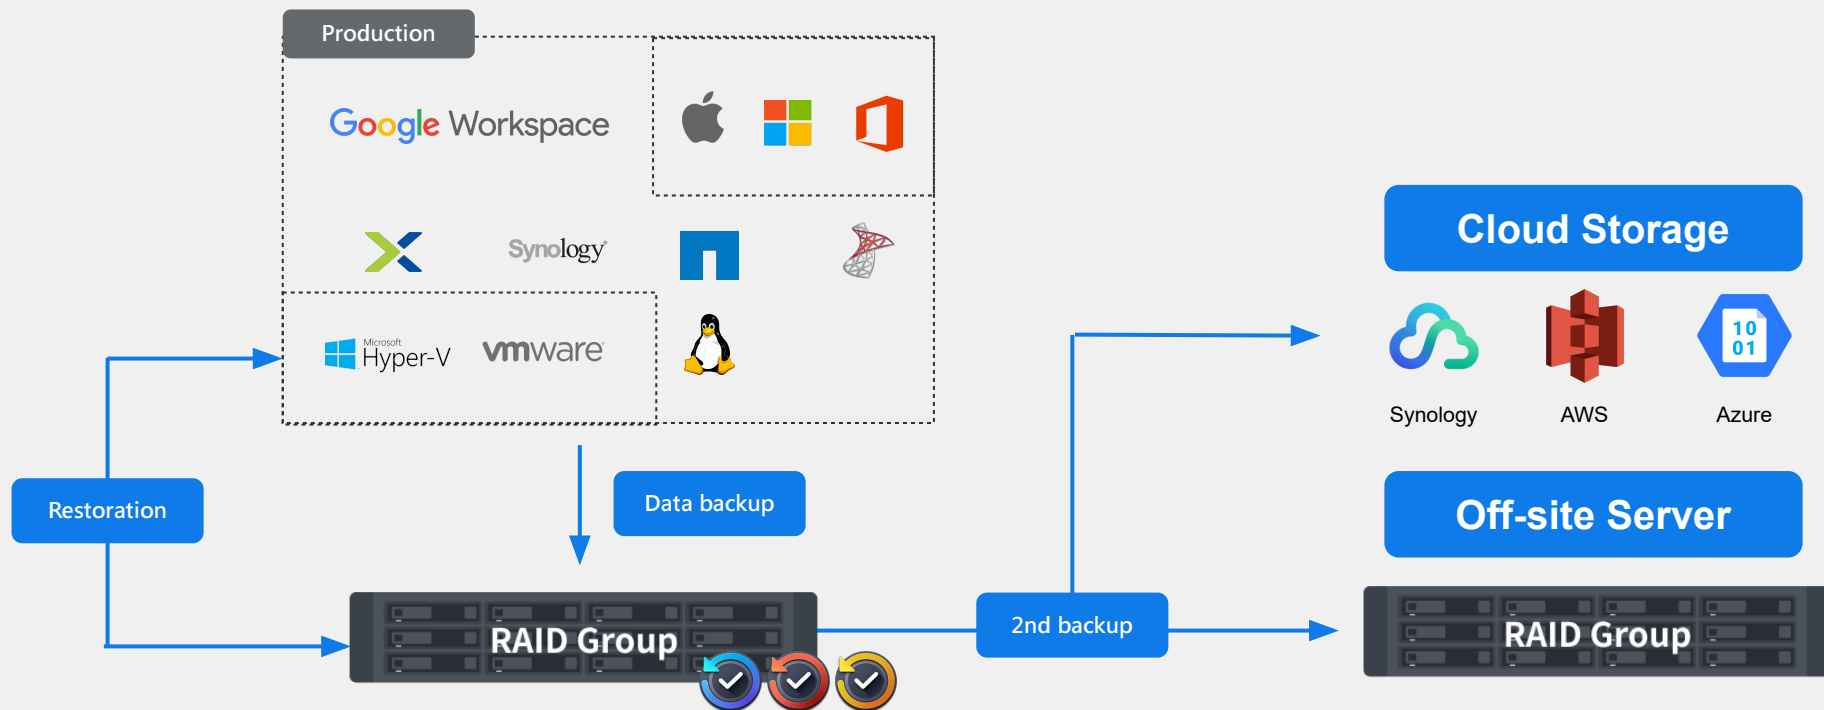 Production
Google Workspace
Synology®
Microsoft
Hyper-V
vmware®
Cloud Storage
10
01
Synology
AWS
Azure
Restoration
Data backup
Off-site Server
2nd backup
RAID Group
RAID Group